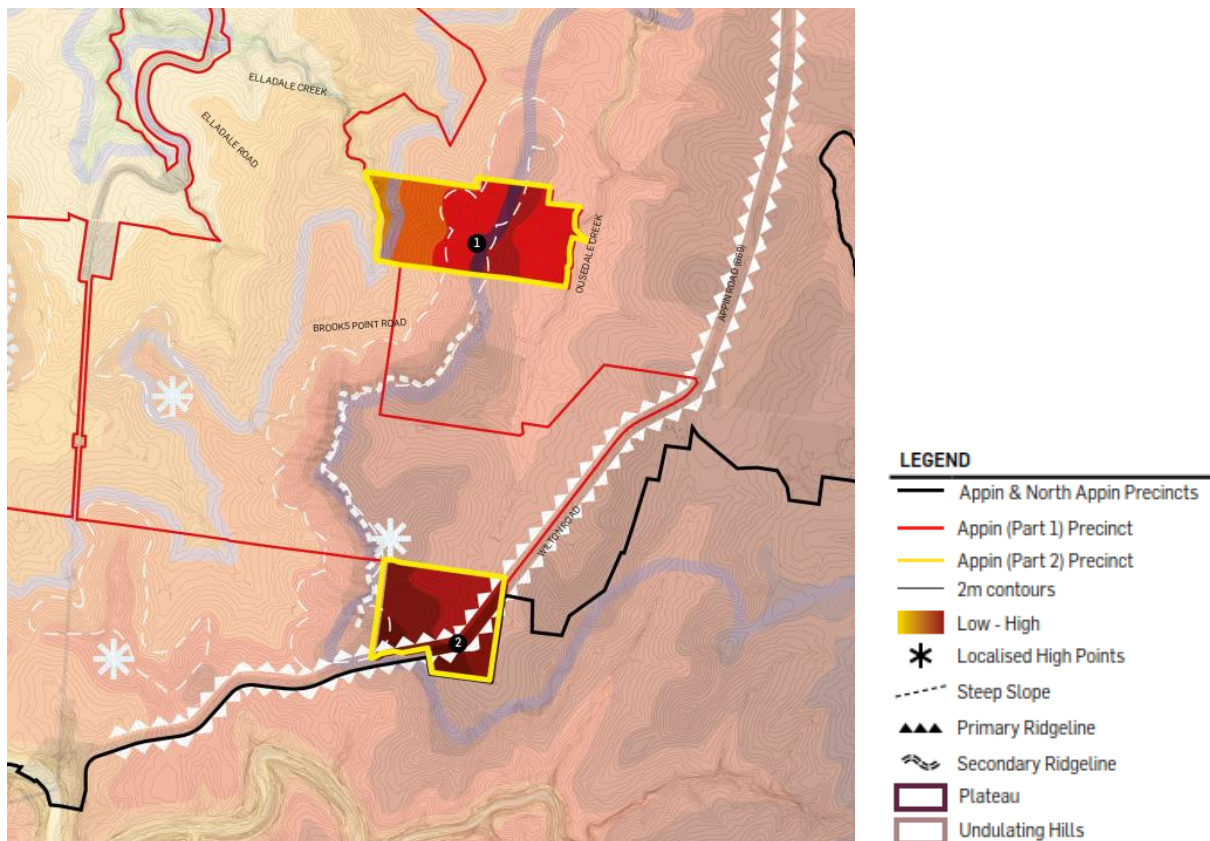 ELLADALE CREEK
ELLADALE ROAD
1
OUSEDALE CREEK
APPIN ROAD (B69)
BROOKS POINT ROAD
WILTON ROAD
2
LEGEND
Appin & North Appin Precincts
Appin (Part 1) Precinct
Appin (Part 2) Precinct
2m contours
Low - High
Localised High Points
Steep Slope
Primary Ridgeline
Secondary Ridgeline
Plateau
Undulating Hills